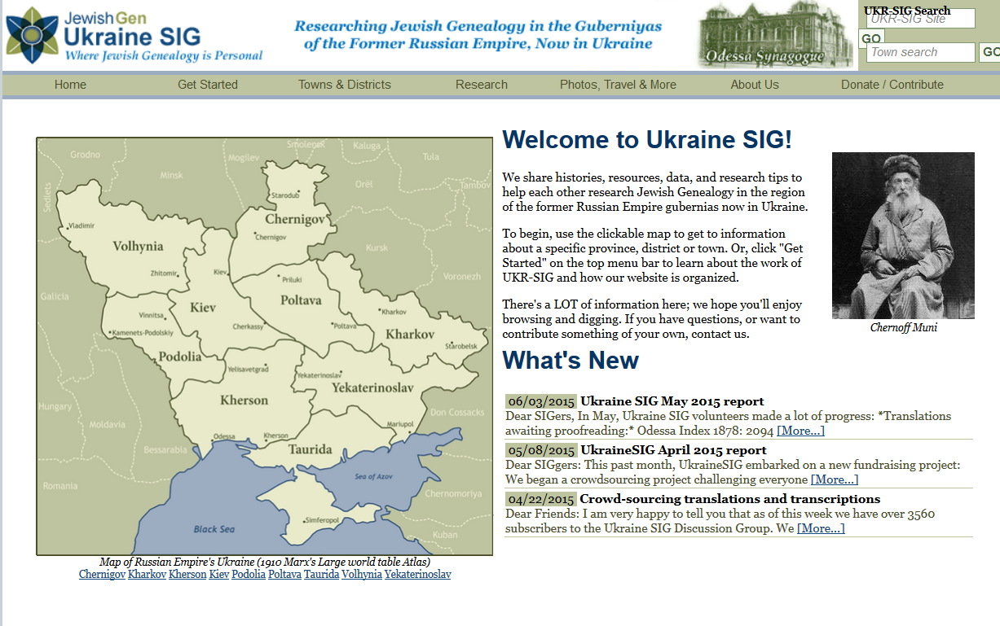 JewishGen
Ukraine SIG
Where Jewish Genealogy is Personal
Researching Jewish Genealogy in the Guberniyas
of the Former Russian Empire, Now in Ukraine
Odessa Synagogue
UKR-SIG Search
UKR-SIG Site
GO
Town search
GO
Home
Get Started
Towns & Districts
Research
Photos, Travel & More
About Us
Donate / Contribute
Grodno
Minsk
Mogilev
Smolensk
Kaluga
Tula
Orël
Tambov
Siedlets
Starodub
Chernigov
Chernigov
Vladimir
Volhynia
Zhitomir
Kiev
Kursk
Voronezh
Priluki
Galicia
Kiev
Poltava
Vinnitsa
Cherkassy
Poltava
Kharkov
Kharkov
Kamenets-Podolskiy
Starobelsk
Podolia
Yelisavetgrad
Yekaterinoslav
Yekaterinoslav
Kherson
Hungary
Moldavia
Don Cossacks
Mariupol
Odessa
Kherson
Taurida
Bessarabia
Sea of Azov
Romania
Chernomoriya
Simferopol
Black Sea
Kuban
Map of Russian Empire's Ukraine (1910 Marx's Large world table Atlas)
Chernigov Kharkov Kherson Kiev Podolia Poltava Taurida Volhynia Yekaterinoslav
Welcome to Ukraine SIG!
We share histories, resources, data, and research tips to
help each other research Jewish Genealogy in the region
of the former Russian Empire gubernias now in Ukraine.
To begin, use the clickable map to get to information
about a specific province, district or town. Or, click "Get
Started" on the top menu bar to learn about the work of
UKR-SIG and how our website is organized.
There's a LOT of information here; we hope you'll enjoy
browsing and digging. If you have questions, or want to
contribute something of your own, contact us.
Chernoff Muni
What's New
06/03/2015 Ukraine SIG May 2015 report
Dear SIGers, In May, Ukraine SIG volunteers made a lot of progress: *Translations
awaiting proofreading:* Odessa Index 1878: 2094 [More...]
05/08/2015 UkraineSIG April 2015 report
Dear SIGgers: This past month, UkraineSIG embarked on a new fundraising project:
We began a crowdsourcing project challenging everyone [More...]
04/22/2015 Crowd-sourcing translations and transcriptions
Dear Friends: I am very happy to tell you that as of this week we have over 3560
subscribers to the Ukraine SIG Discussion Group. We [More...]